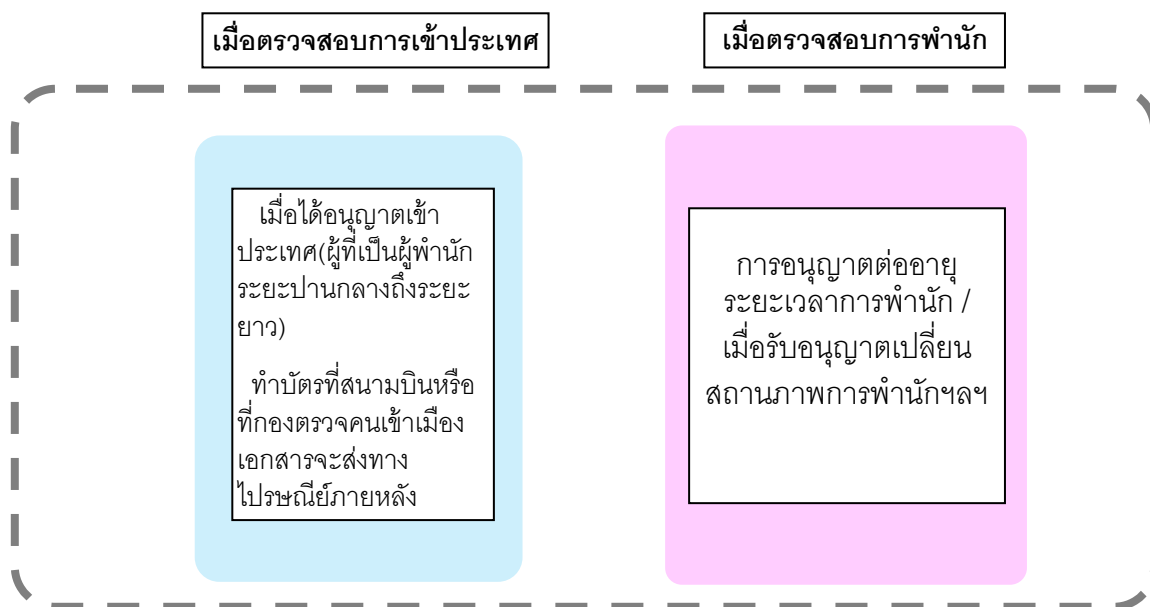 เมื่อตรวจสอบการเข้าประเทศ
เมื่อตรวจสอบการพำนัก
เมื่อได้อนุญาตเข้า
ประเทศ(ผู้ที่เป็นผู้พำนัก
ระยะปานกลางถึงระยะ
ยาว)
ทำบัตรที่สนามบินหรือ
ที่กองตรวจคนเข้าเมือง
เอกสารจะส่งทาง
ไปรษณีย์ภายหลัง
การอนุญาตต่ออายุ
ระยะเวลาการพำนัก /
เมื่อรับอนุญาตเปลี่ยน
สถานภาพการพำนักฯลฯ